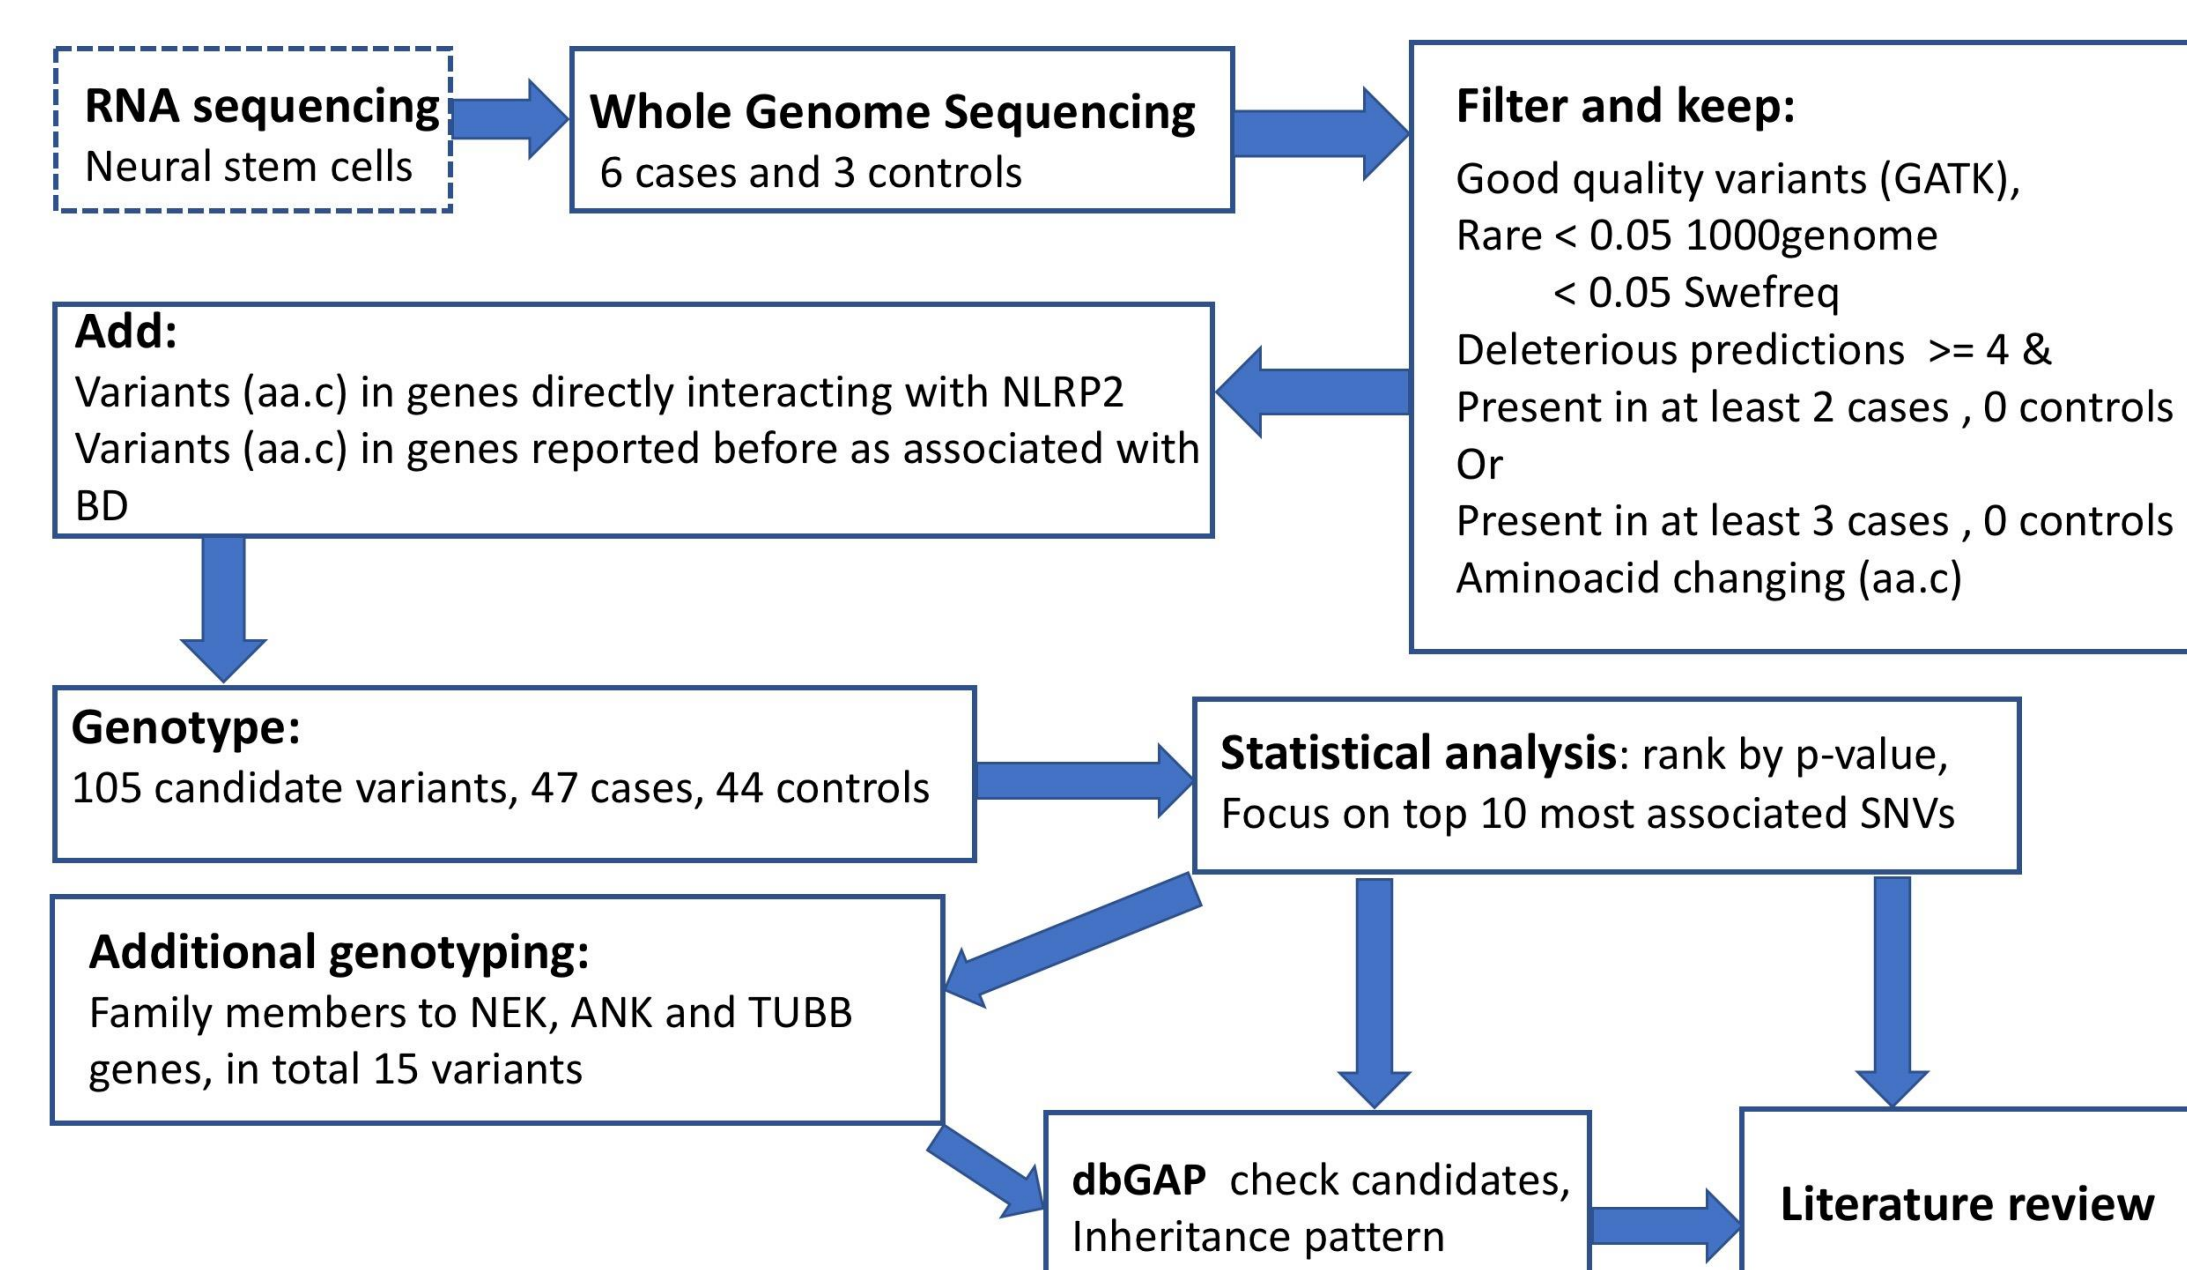 RNA sequencing
Neural stem cells
Whole Genome Sequencing
6 cases and 3 controls
Filter and keep:
Good quality variants (GATK),
Rare < 0.05 1000genome
< 0.05 Swefreq
Deleterious predictions >= 4 &
Present in at least 2 cases , 0 controls
Or
Present in at least 3 cases , 0 controls
Aminoacid changing (aa.c)
Add:
Variants (aa.c) in genes directly interacting with NLRP2
Variants (aa.c) in genes reported before as associated with
BD
Genotype:
105 candidate variants, 47 cases, 44 controls
Statistical analysis: rank by p-value,
Focus on top 10 most associated SNVs
Additional genotyping:
Family members to NEK, ANK and TUBB
genes, in total 15 variants
dbGAP check candidates,
Inheritance pattern
Literature review